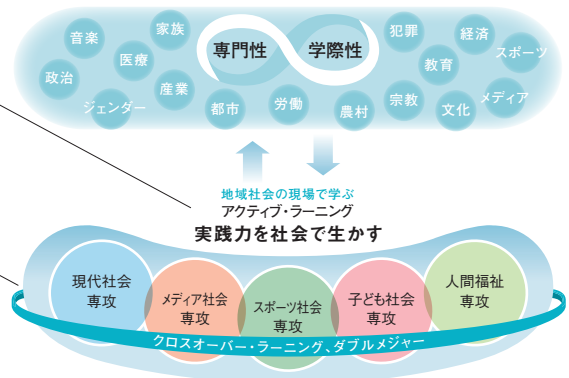 音楽
家族
医療
政治
産業
ジェンダー
都市
専門性
学際性
労働
農村
犯罪
経済
スポーツ
教育
宗教
文化
メディア
地域社会の現場で学ぶ
アクティブ・ラーニング
実践力を社会で生かす
現代社会
専攻
メディア社会
専攻
スポーツ社会
専攻
子ども社会
専攻
人間福祉
専攻
クロスオーバー・ラーニング、ダブルメジャー